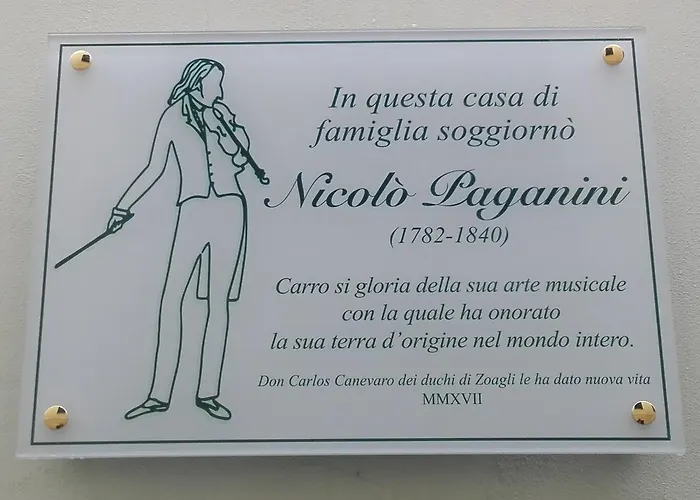 In questa casa di
famiglia soggiornò
Nicolò Paganini
(1782-1840)
Carro si gloria della sua arte musicale
con la quale ha onorato
la sua terra d'origine nel mondo intero.
Don Carlos Canevaro dei duchi di Zoagli le ha dato nuova vita
MMXVII